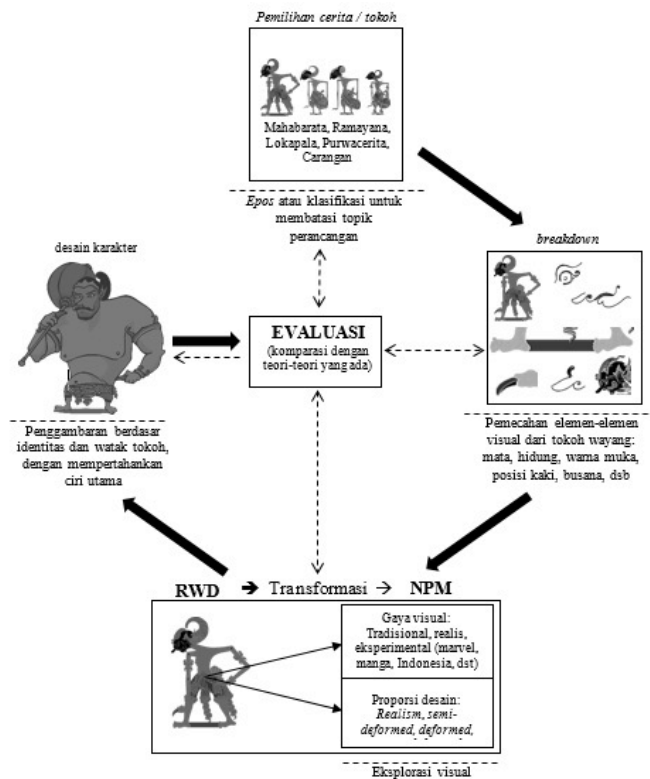 Pemilihan cerita / tokoh
Mahabarata, Ramayana,
Lokapala, Purwacerita,
Carangan
Epos atau klasifikasi untuk
membatasi topik
perancangan
desain karakter
breakdown
EVALUASI
(komparasi dengan
teori-teori yang ada)
Penggambaran berdasar
identitas dan watak tokoh,
dengan mempertahankan
ciri utama
Pemecahan elemen-elemen
visual dari tokoh wayang:
mata, hidung, warna muka,
posisi kaki, busana, dsb
RWD → Transformasi → NPM
Gaya visual:
Tradisional, realis,
eksperimental (marvel,
manga, Indonesia, dst)
Proporsi desain:
Realism, semi-
deformed, deformed,
Eksplorasi visual